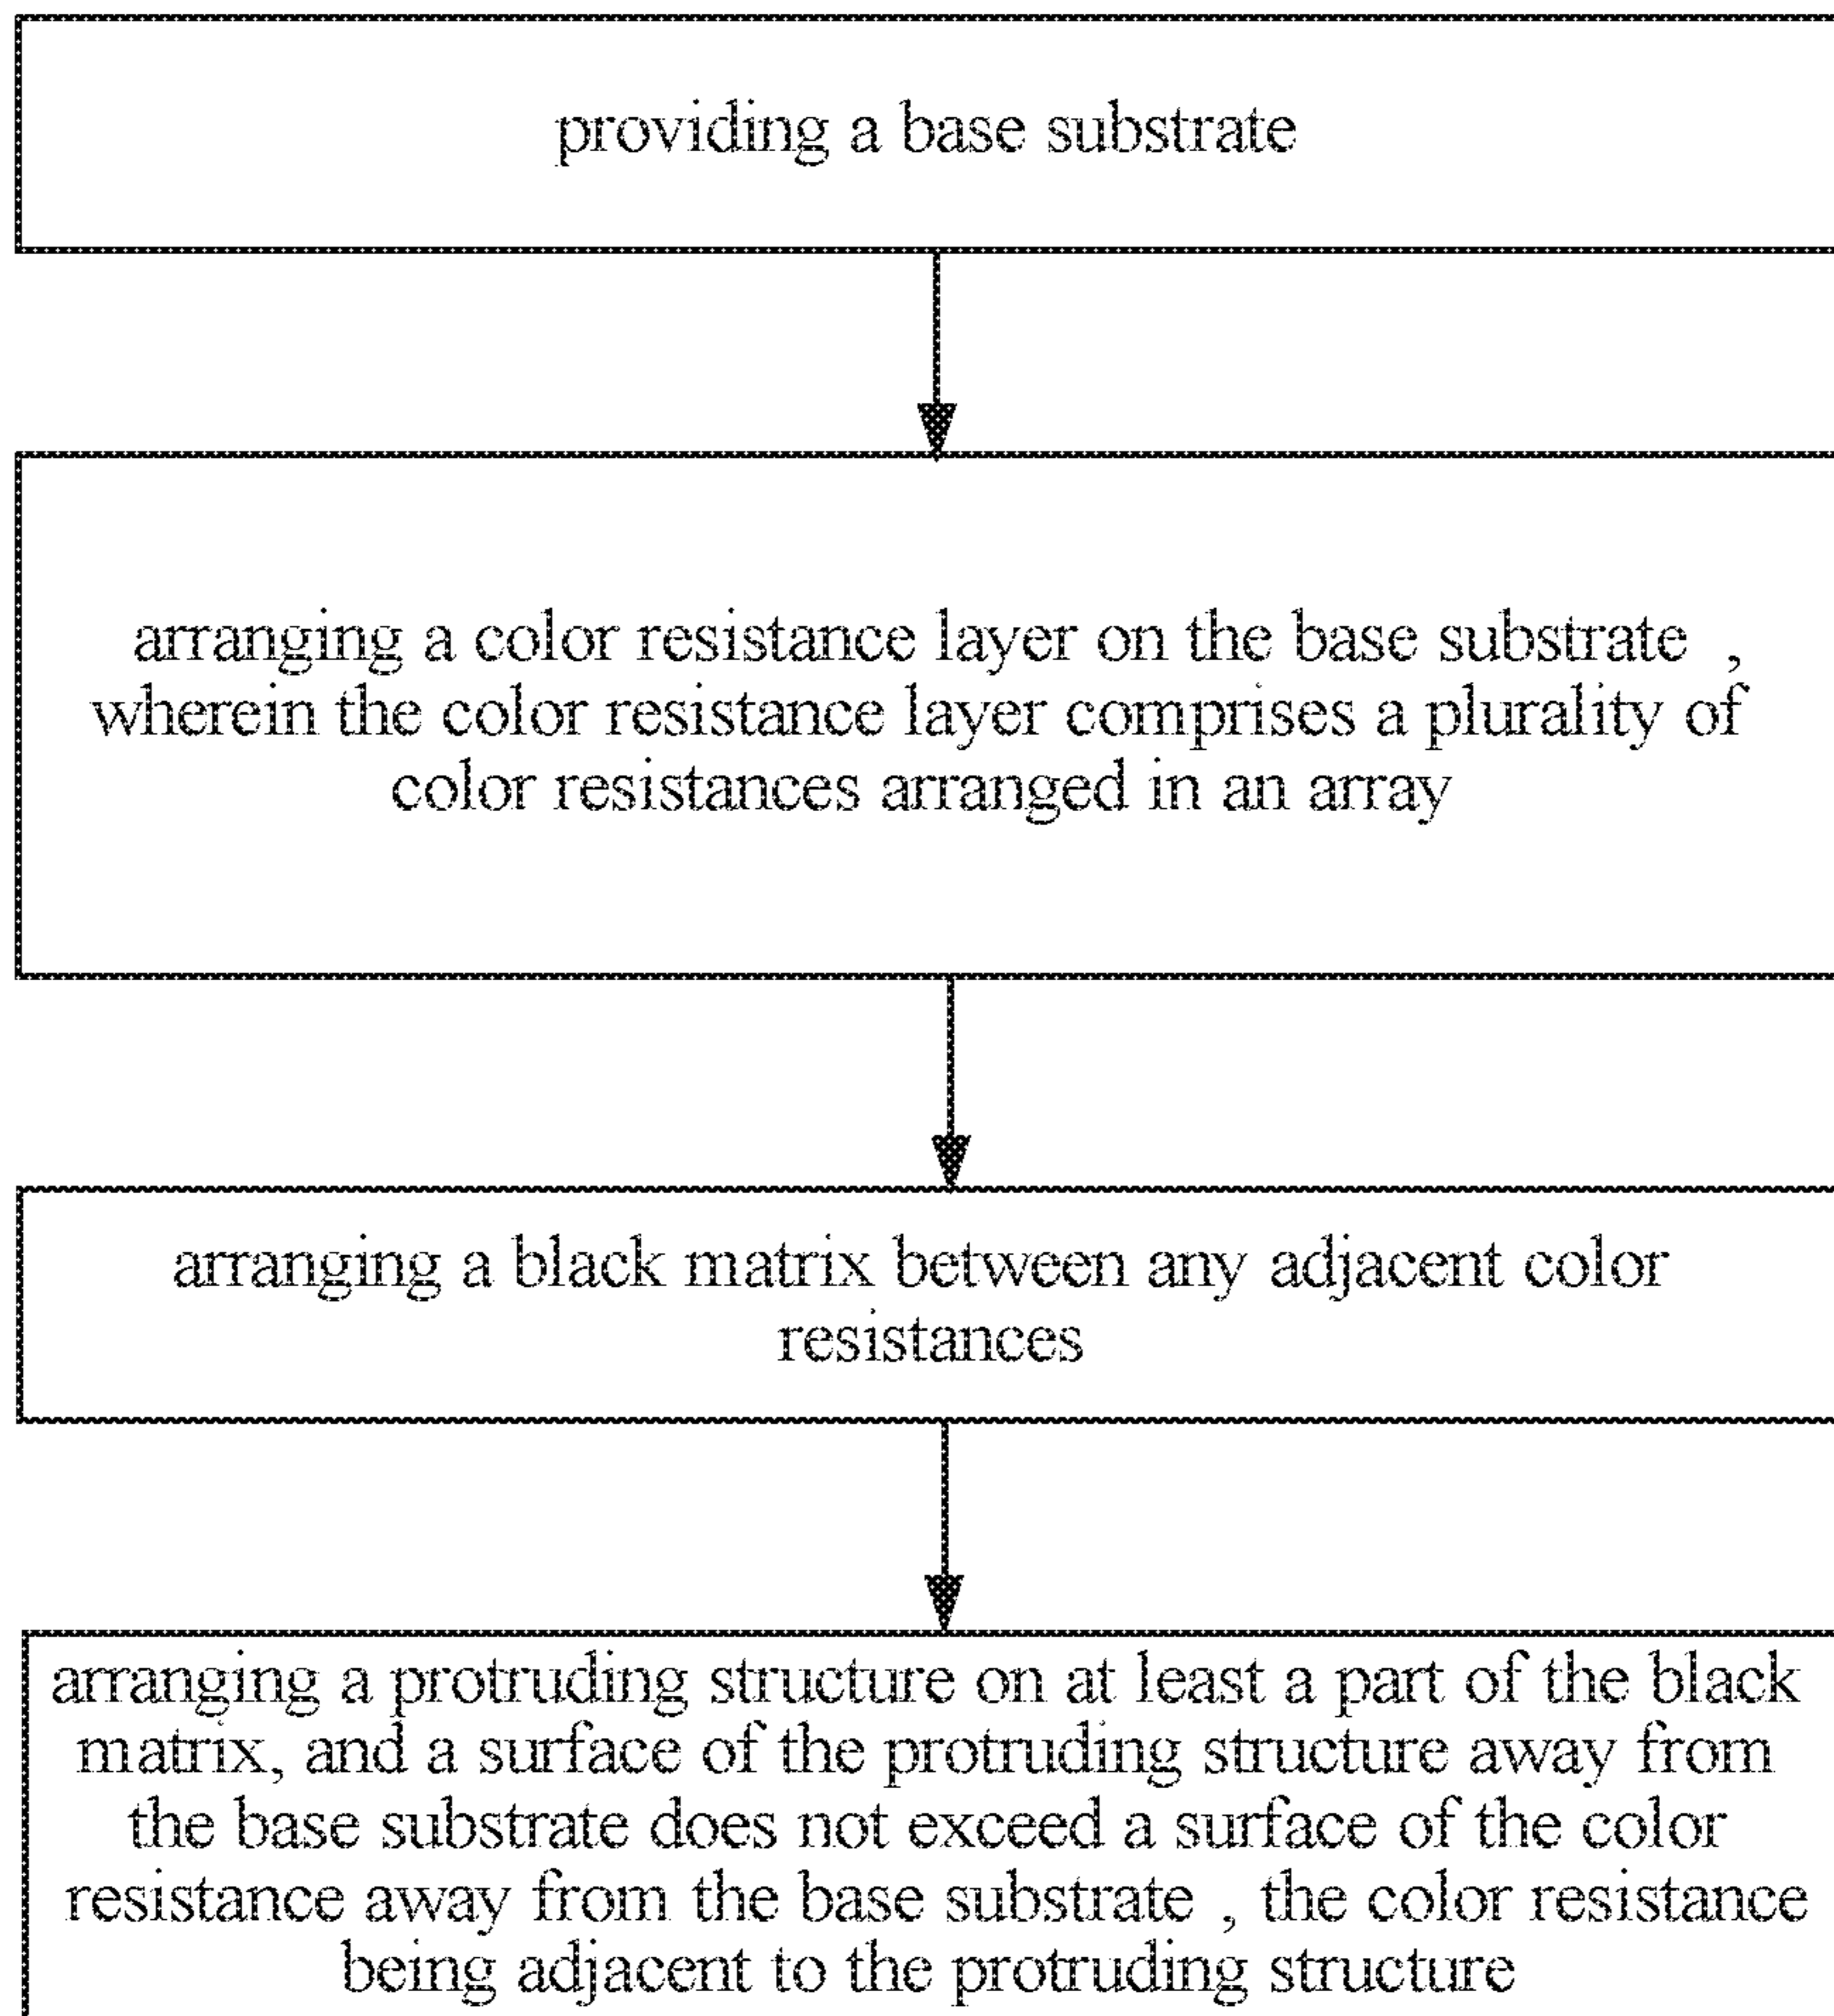 providing a base substrate
arranging a color resistance layer on the base substrate ,
wherein the color resistance layer comprises a plurality of
color resistances arranged in an array
arranging a black matrix between any adjacent color
resistances
arranging a protruding structure on at least a part of the black
matrix, and a surface of the protruding structure away from
the base substrate does not exceed a surface of the color
resistance away from the base substrate , the color resistance
being adjacent to the protruding structure